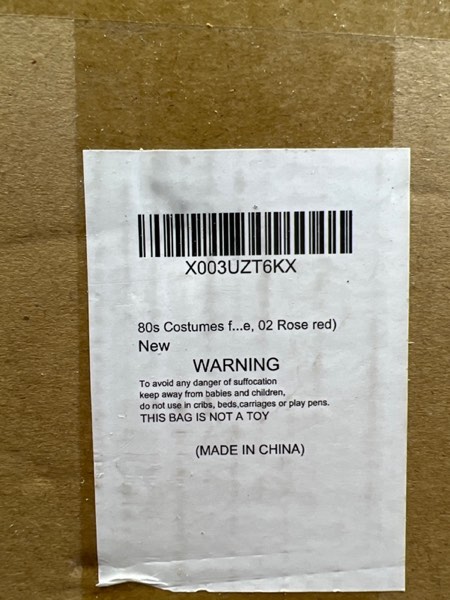 X003UZT6KX
80s Costumes f...e, 02 Rose red)
New
WARNING
To avoid any danger of suffocation
keep away from babies and children,
do not use in cribs, beds,carriages or play pens.
THIS BAG IS NOT A TOY
(MADE IN CHINA)